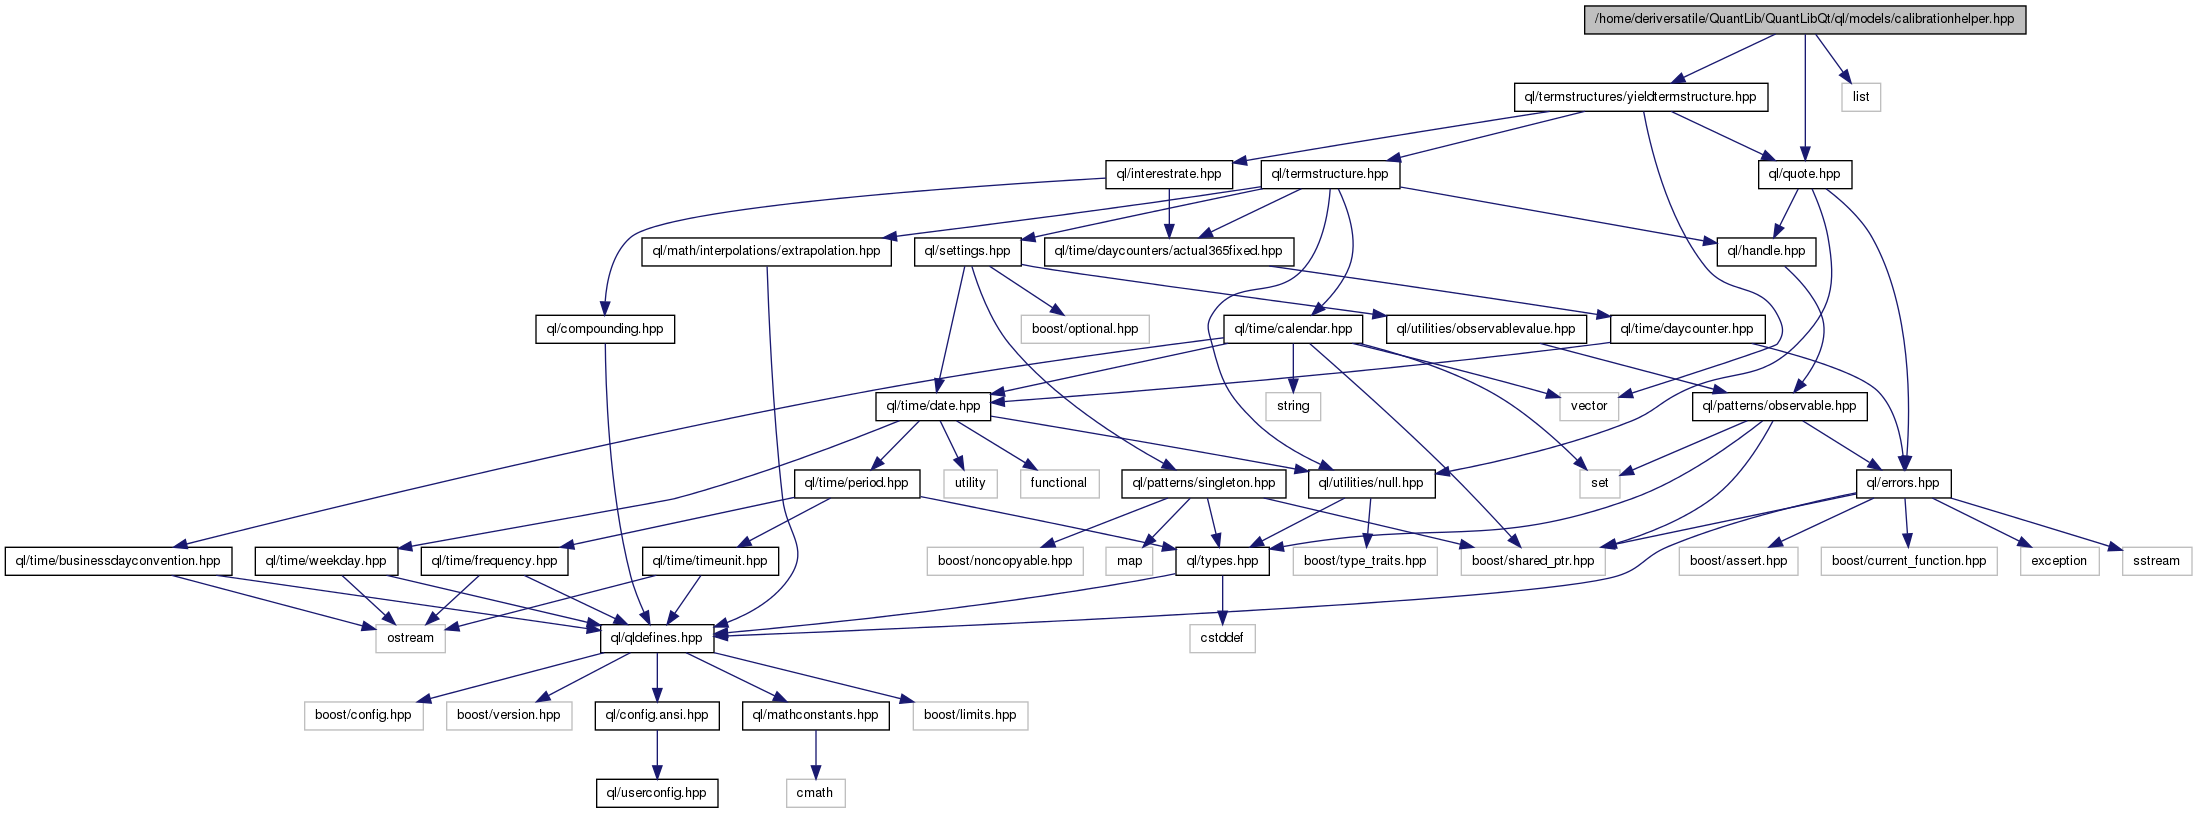 /home/deriversatile/QuantLib/QuantLibQt/ql/models/calibrationhelper.hpp
ql/termstructures/yieldtermstructure.hpp
list
ql/interestrate.hpp
ql/termstructure.hpp
ql/quote.hpp
ql/math/interpolations/extrapolation.hpp
ql/settings.hpp
ql/time/daycounters/actual365fixed.hpp
ql/handle.hpp
ql/compounding.hpp
boost/optional.hpp
ql/time/calendar.hpp
ql/utilities/observablevalue.hpp
ql/time/daycounter.hpp
ql/time/date.hpp
string
vector
ql/patterns/observable.hpp
ql/time/period.hpp
utility
functional
ql/patterns/singleton.hpp
ql/utilities/null.hpp
set
ql/errors.hpp
ql/time/businessdayconvention.hpp
ql/time/weekday.hpp
ql/time/frequency.hpp
ql/time/timeunit.hpp
boost/noncopyable.hpp
map
ql/types.hpp
boost/type_traits.hpp
boost/shared_ptr.hpp
boost/assert.hpp
boost/current_function.hpp
exception
sstream
ostream
ql/qldefines.hpp
cstddef
boost/config.hpp
boost/version.hpp
ql/config.ansi.hpp
ql/mathconstants.hpp
boost/limits.hpp
ql/userconfig.hpp
cmath